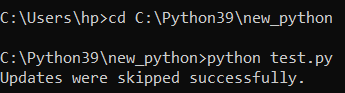 C:\Users\hp>cd C:\Python39\new_python
C:\Python39\new_python>python test.py
Updates were skipped successfully.